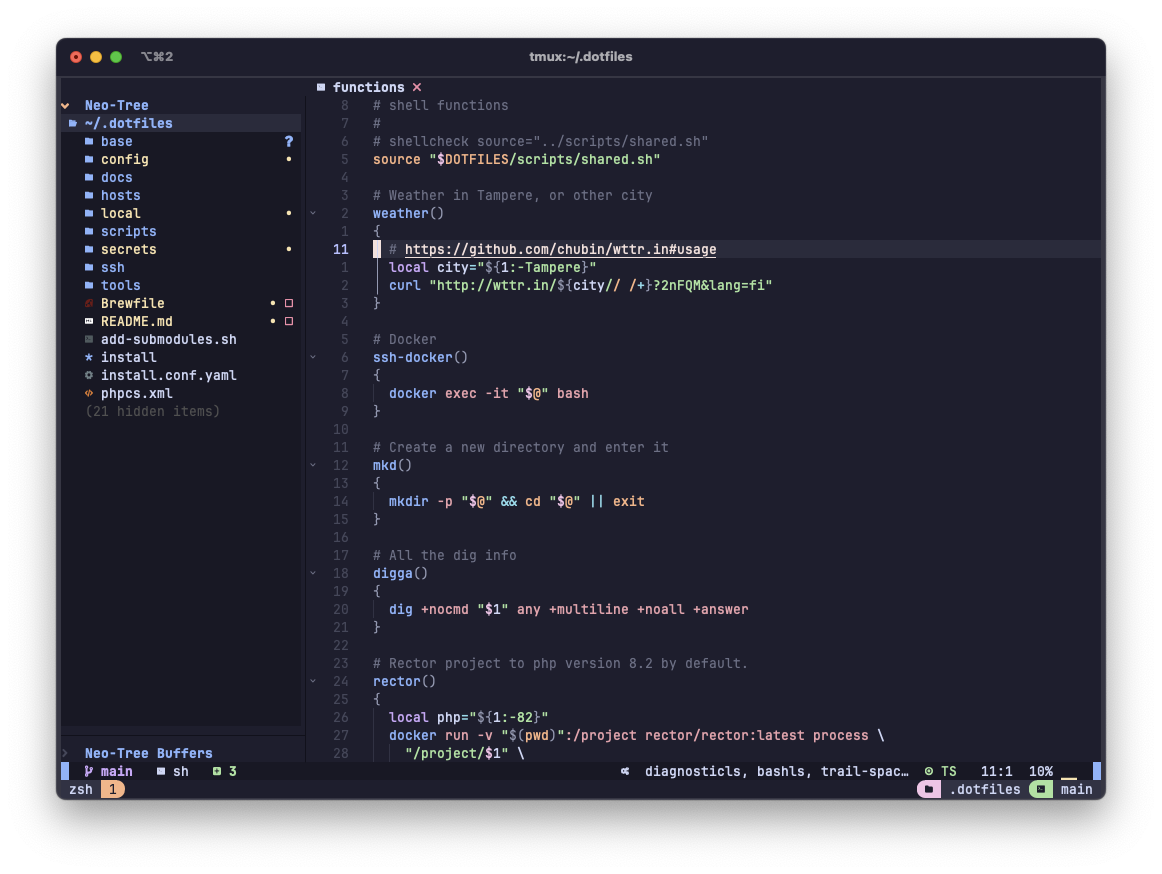 ⌥⌘2
tmux:~/.dotfiles
functions ✕
Neo-Tree
~/.dotfiles
base ?
config •
docs
hosts
local •
scripts
secrets •
ssh
tools
Brewfile •
README.md •
add-submodules.sh
install
install.conf.yaml
phpcs.xml
(21 hidden items)
Neo-Tree Buffers
8 # shell functions
7 #
6 # shellcheck source="../scripts/shared.sh"
5 source "$DOTFILES/scripts/shared.sh"
4
3 # Weather in Tampere, or other city
2 weather()
1 {
11 # https://github.com/chubin/wttr.in#usage
1 local city="${1:-Tampere}"
2 curl "http://wttr.in/${city// /+}?2nFQM&lang=fi"
3 }
4
5 # Docker
6 ssh-docker()
7 {
8 docker exec -it "$@" bash
9 }
10
11 # Create a new directory and enter it
12 mkd()
13 {
14 mkdir -p "$@" && cd "$@" || exit
15 }
16
17 # All the dig info
18 digga()
19 {
20 dig +nocmd "$1" any +multiline +noall +answer
21 }
22
23 # Rector project to php version 8.2 by default.
24 rector()
25 {
26 local php="${1:-82}"
27 docker run -v "$(pwd)":/project rector/rector:latest process \
28 "/project/$1" \
main sh 3 diagnosticls, bashls, trail-spac… TS 11:1 10%
zsh 1 .dotfiles main